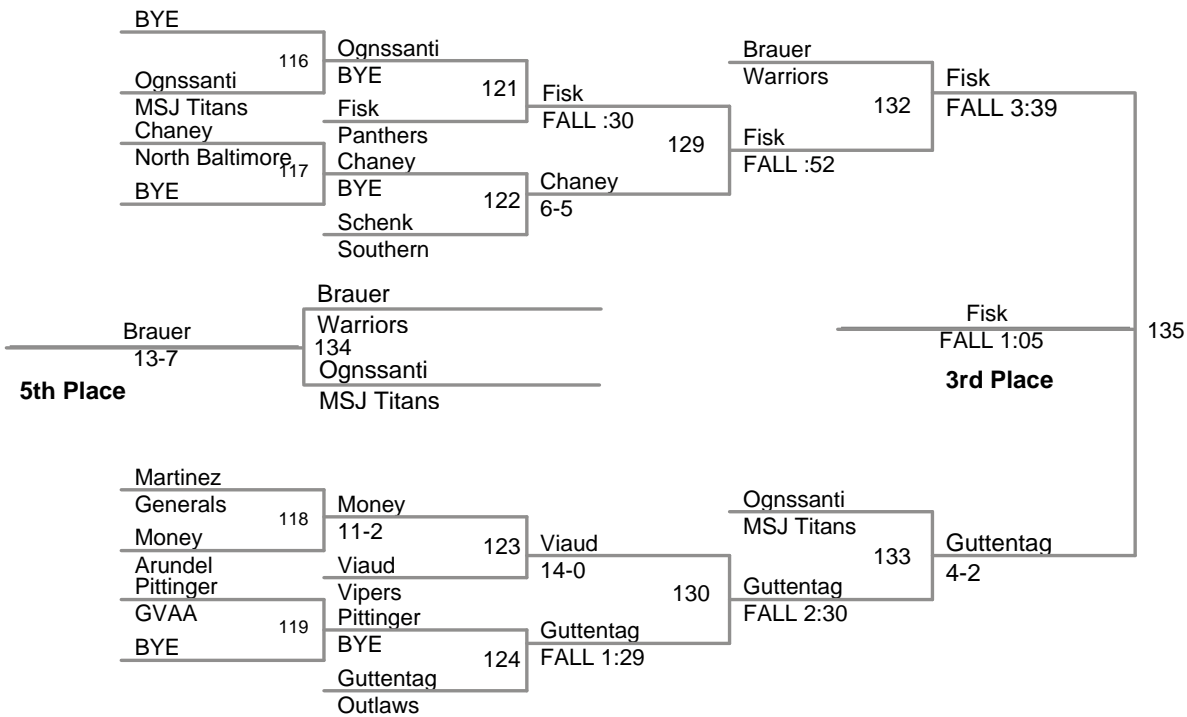 BYE
116
Ognssanti
MSJ Titans
Chaney
North Baltimore
117
BYE
Ognssanti
BYE
121
Fisk
Panthers
Chaney
BYE
122
Schenk
Southern
Fisk
FALL :30
129
Chaney
6-5
Brauer
Warriors
132
Fisk
FALL :52
Fisk
FALL 3:39
Brauer
13-7
5th Place
Brauer
Warriors
134
Ognssanti
MSJ Titans
Fisk
FALL 1:05
3rd Place
135
Martinez
Generals
118
Money
Arundel
Pittinger
GVAA
119
BYE
Money
11-2
123
Viaud
Vipers
Pittinger
BYE
124
Guttentag
Outlaws
Viaud
14-0
130
Guttentag
FALL 1:29
Ognssanti
MSJ Titans
133
Guttentag
FALL 2:30
Guttentag
4-2